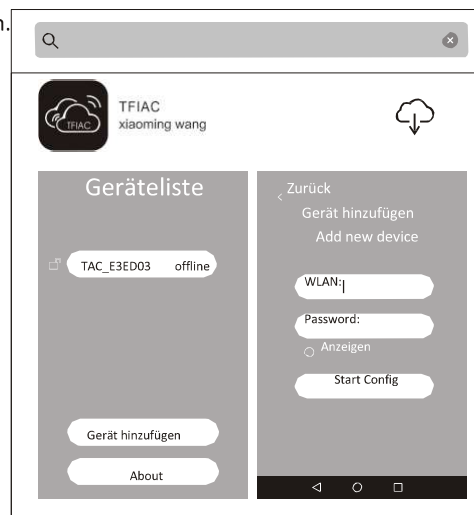 n.
TFIAC
TFIAC
xiaoming wang
Geräteliste
TAC_E3ED03 offline
Gerät hinzufügen
About
Zurück
Gerät hinzufügen
Add new device
WLAN:
Password:
Anzeigen
Start Config